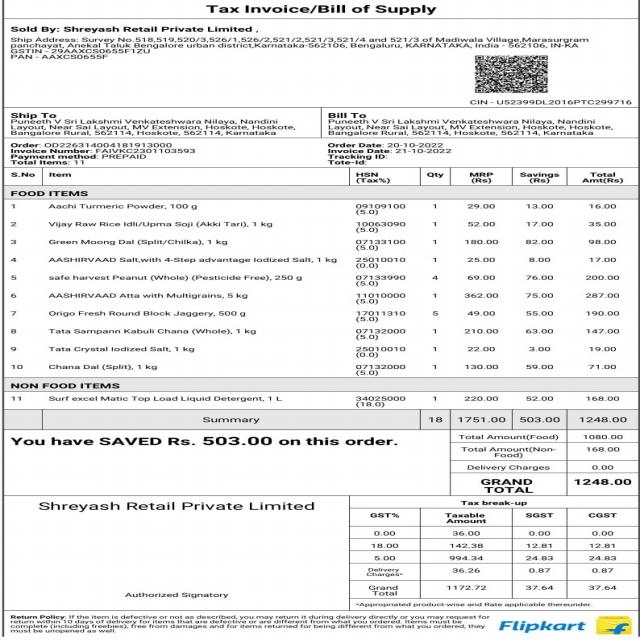 Tax Invoice/Bill of Supply
Sold By: Shreyash Retail Private Limited ,
Ship Address: Survey No.518,519,520/3,526/1,526/2,521/2,521/3,521/4 and 521/3 of Madiwala Village,Marasurgram
panchayat, Anekal Taluk Bengalore urban district,Karnataka-562106, Bengaluru, KARNATAKA, India - 562106, IN-KA
GSTIN - 29AAXCS0655F1ZU
PAN - AAXCS0655F
CIN - U52399DL2016PTC299716
Ship To
Puneeth V Sri Lakshmi Venkateshwara Nilaya, Nandini
Layout, Near Sai Layout, MV Extension, Hoskote, Hoskote,
Bangalore Rural, 562114, Hoskote, 562114, Karnataka
Bill To
Puneeth V Sri Lakshmi Venkateshwara Nilaya, Nandini
Layout, Near Sai Layout, MV Extension, Hoskote, Hoskote,
Bangalore Rural, 562114, Hoskote, 562114, Karnataka
Order: OD226314004181913000
Invoice Number: FAIVKC2301103593
Payment method: PREPAID
Total Items: 11
Order Date: 20-10-2022
Invoice Date: 21-10-2022
Tracking ID:
Tote-Id:
S.No Item HSN (Tax%) Qty MRP (Rs) Savings (Rs) Total Amt(Rs)
FOOD ITEMS
1 Aachi Turmeric Powder, 100 g 09109100 (5.0) 1 29.00 13.00 16.00
2 Vijay Raw Rice Idli/Upma Soji (Akki Tari), 1 kg 10063090 (5.0) 1 52.00 17.00 35.00
3 Green Moong Dal (Split/Chilka), 1 kg 07133100 (5.0) 1 180.00 82.00 98.00
4 AASHIRVAAD Salt,with 4-Step advantage Iodized Salt, 1 kg 25010010 (0.0) 1 25.00 8.00 17.00
5 safe harvest Peanut (Whole) (Pesticide Free), 250 g 07133990 (5.0) 4 69.00 76.00 200.00
6 AASHIRVAAD Atta with Multigrains, 5 kg 11010000 (5.0) 1 362.00 75.00 287.00
7 Origo Fresh Round Block Jaggery, 500 g 17011310 (5.0) 5 49.00 55.00 190.00
8 Tata Sampann Kabuli Chana (Whole), 1 kg 07132000 (5.0) 1 210.00 63.00 147.00
9 Tata Crystal Iodized Salt, 1 kg 25010010 (0.0) 1 22.00 3.00 19.00
10 Chana Dal (Split), 1 kg 07132000 (5.0) 1 130.00 59.00 71.00
NON FOOD ITEMS
11 Surf excel Matic Top Load Liquid Detergent, 1 L 34025000 (18.0) 1 220.00 52.00 168.00
Summary 18 1751.00 503.00 1248.00
You have SAVED Rs. 503.00 on this order.
Total Amount(Food) 1080.00
Total Amount(Non-Food) 168.00
Delivery Charges 0.00
GRAND TOTAL 1248.00
Shreyash Retail Private Limited
Authorized Signatory
Tax break-up
GST% Taxable Amount SGST CGST
0.00 36.00 0.00 0.00
18.00 142.38 12.81 12.81
5.00 994.34 24.83 24.83
Delivery Charges* 36.26 0.87 0.87
Grand Total 1172.72 37.64 37.64
*Appropriated product-wise and Rate applicable thereunder.
Return Policy: If the item is defective or not as described, you may return it during delivery directly or you may request for
return within 10 days of delivery for items that are defective or are different from what you ordered. Items must be
complete (including freebies), free from damages and for items returned for being different from what you ordered, they
must be unopened as well.
Flipkart